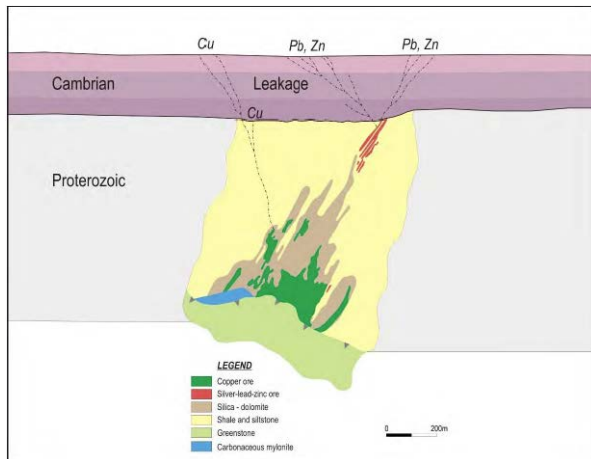 Cu
Pb, Zn
Pb, Zn
Cambrian
Leakage
Cu
Proterozoic
LEGEND
Copper ore
Silver-lead-zinc ore
Silica - dolomite
Shale and siltstone
Greenstone
Carbonaceous mylonite
0 200m